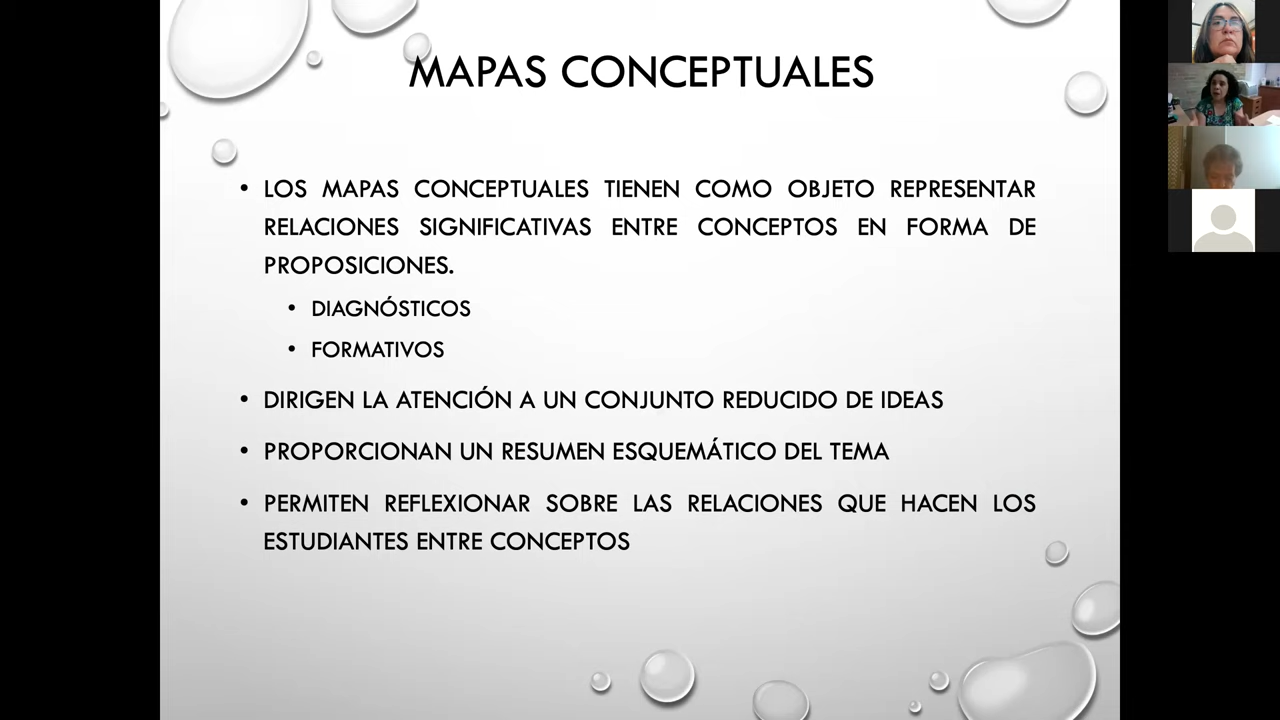 MAPAS CONCEPTUALES
• LOS MAPAS CONCEPTUALES TIENEN COMO OBJETO REPRESENTAR
RELACIONES SIGNIFICATIVAS ENTRE CONCEPTOS EN FORMA DE
PROPOSICIONES.
• DIAGNÓSTICOS
• FORMATIVOS
• DIRIGEN LA ATENCIÓN A UN CONJUNTO REDUCIDO DE IDEAS
• PROPORCIONAN UN RESUMEN ESQUEMÁTICO DEL TEMA
• PERMITEN REFLEXIONAR SOBRE LAS RELACIONES QUE HACEN LOS
ESTUDIANTES ENTRE CONCEPTOS